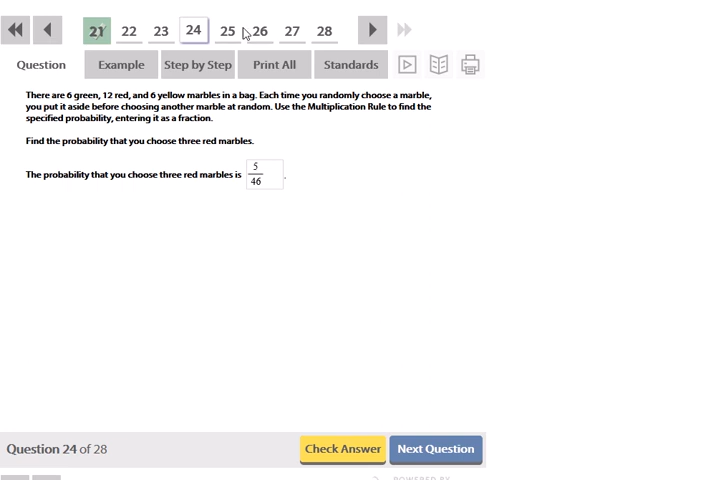 21 22 23 24 25 26 27 28
Question Example Step by Step Print All Standards
There are 6 green, 12 red, and 6 yellow marbles in a bag. Each time you randomly choose a marble,
you put it aside before choosing another marble at random. Use the Multiplication Rule to find the
specified probability, entering it as a fraction.
Find the probability that you choose three red marbles.
The probability that you choose three red marbles is 5/46.
Question 24 of 28 Check Answer Next Question
POWERED BY